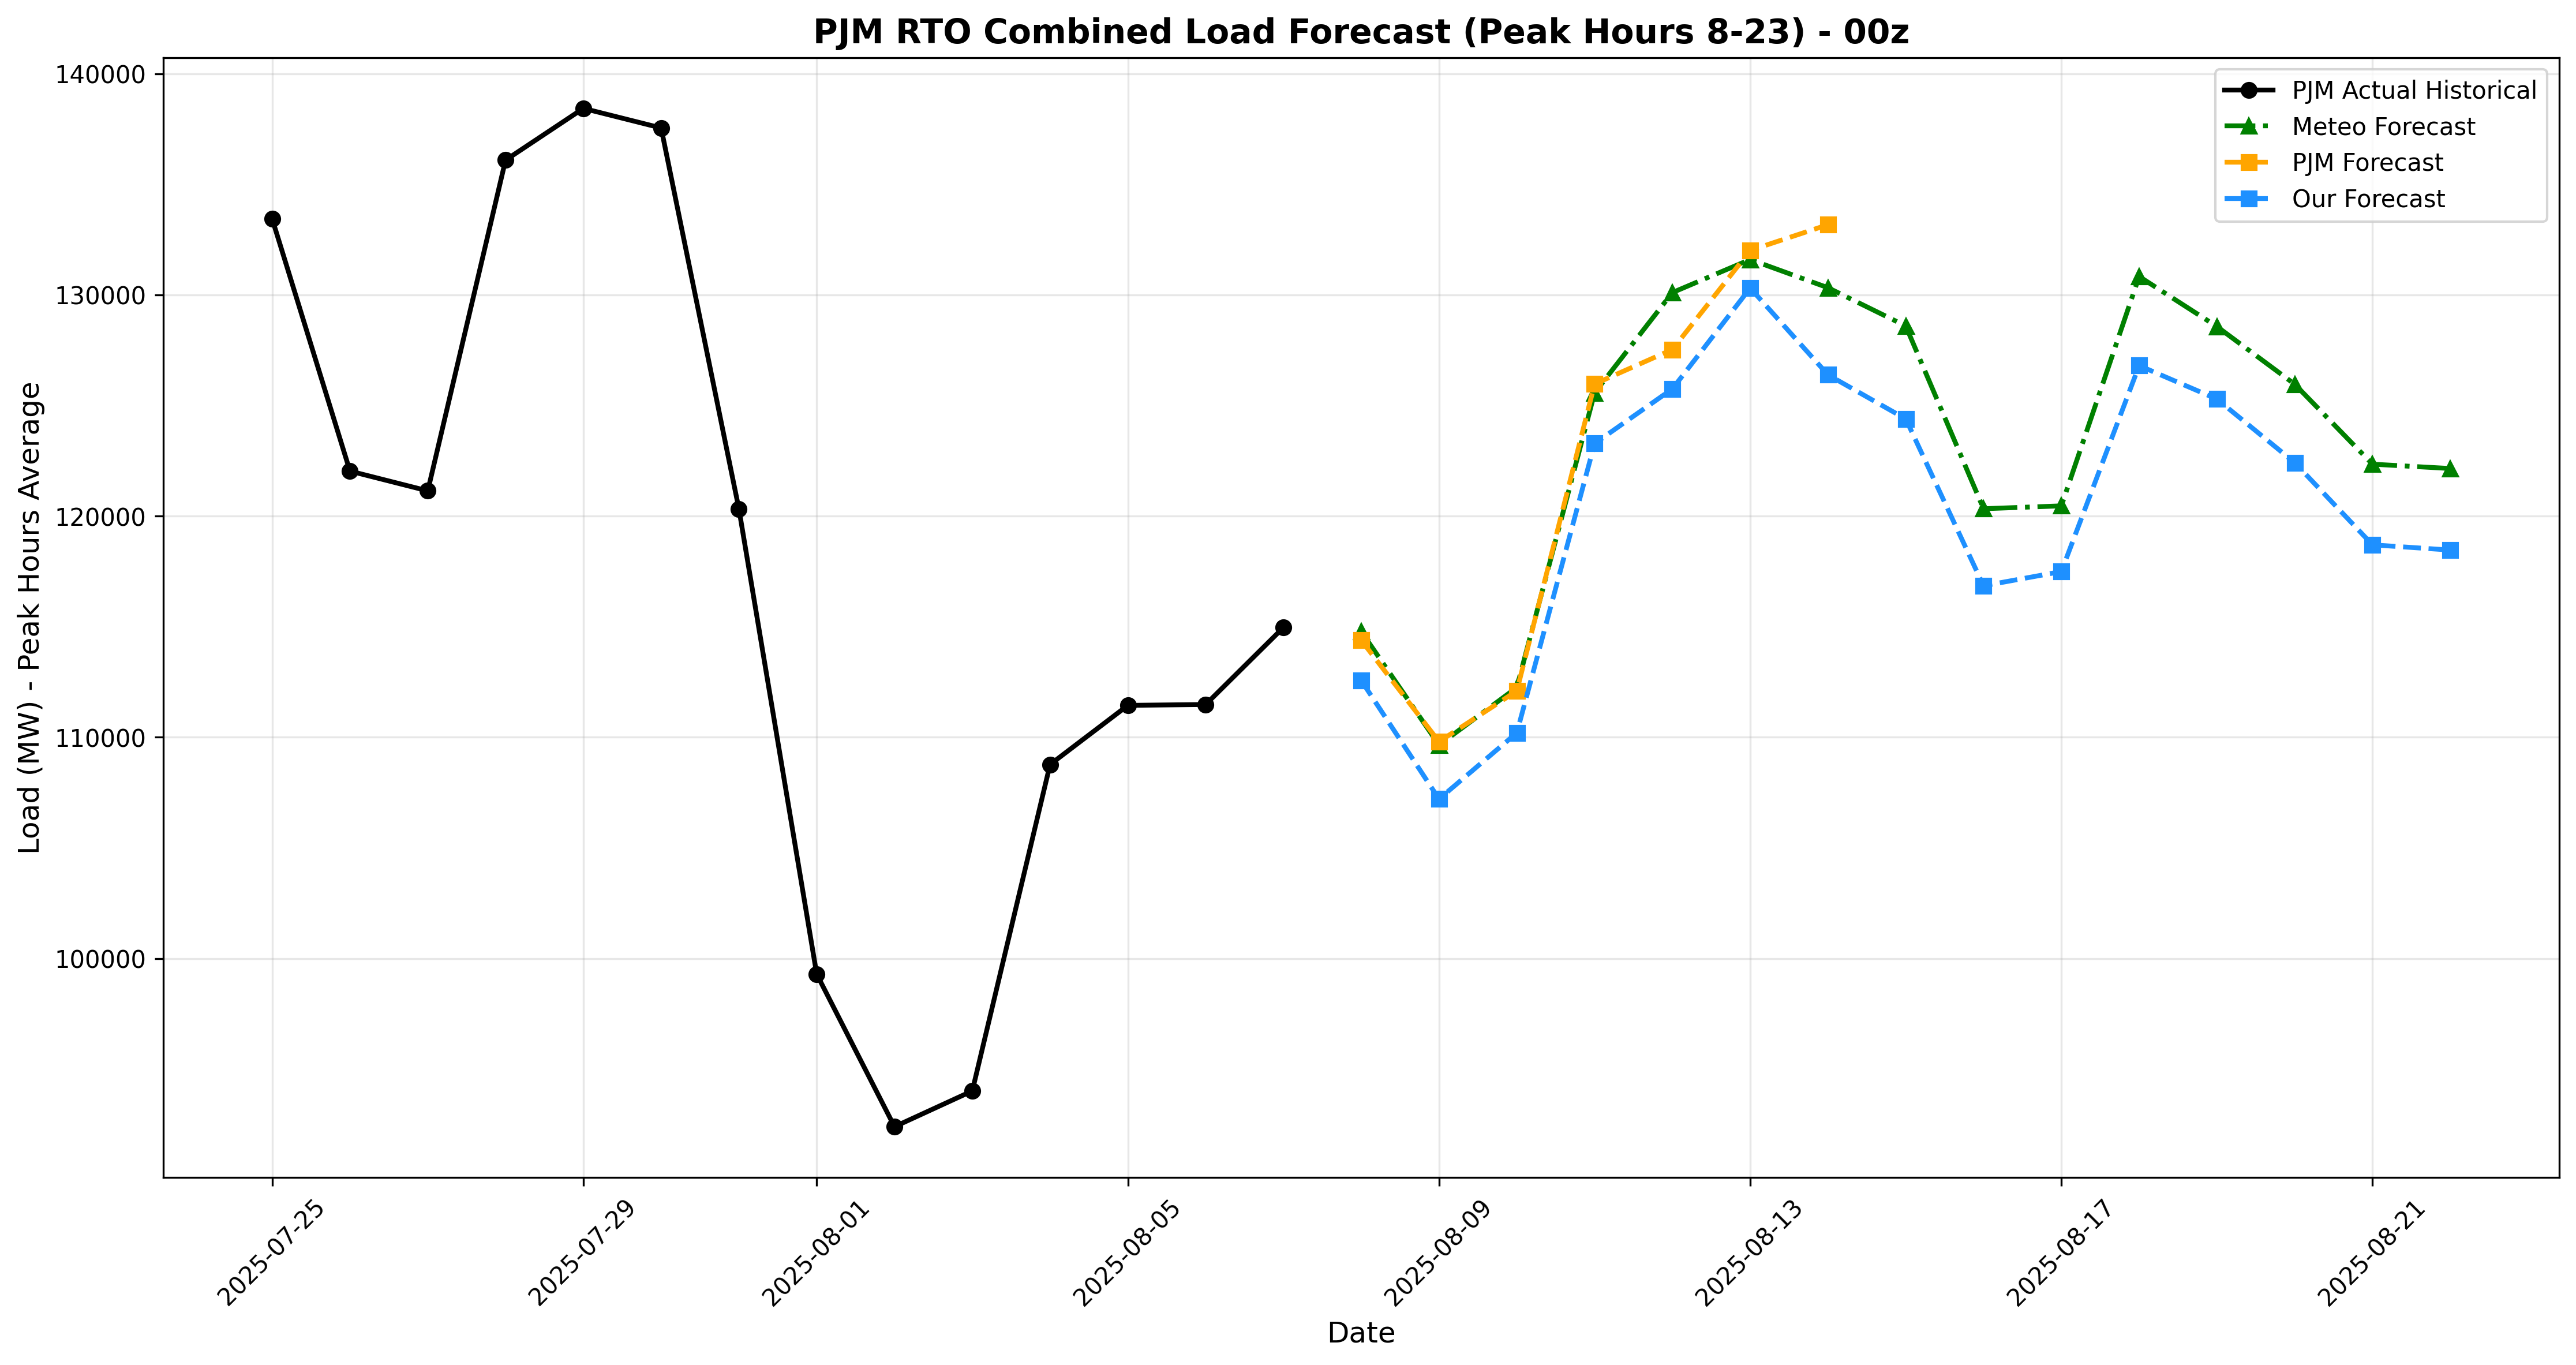 PJM RTO Combined Load Forecast (Peak Hours 8-23) - 00z
PJM Actual Historical
Meteo Forecast
PJM Forecast
Our Forecast
Load (MW) - Peak Hours Average
140000
130000
120000
110000
100000
2025-07-25
2025-07-29
2025-08-01
2025-08-05
2025-08-09
2025-08-13
2025-08-17
2025-08-21
Date